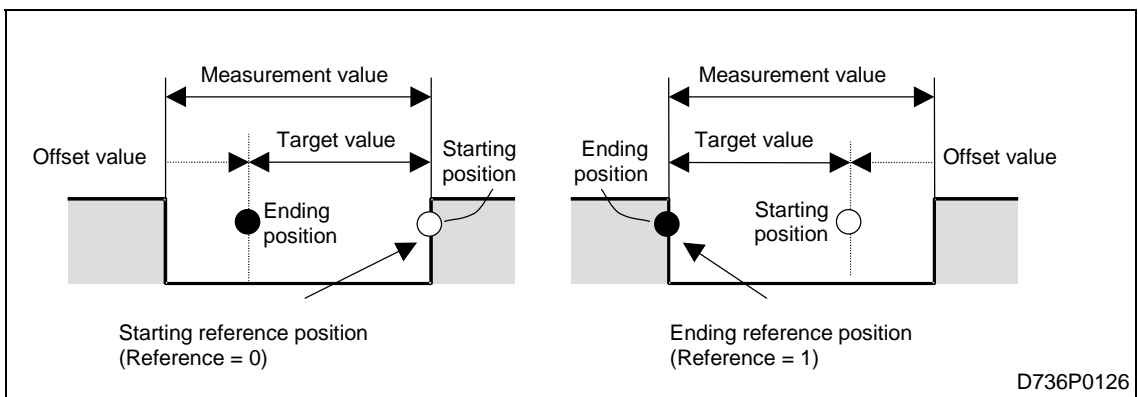 Measurement value
Offset value
Target value
Starting
position
Ending
position
Starting reference position
(Reference = 0)
Measurement value
Ending
position
Target value
Offset value
Starting
position
Ending reference position
(Reference = 1)
D736P0126